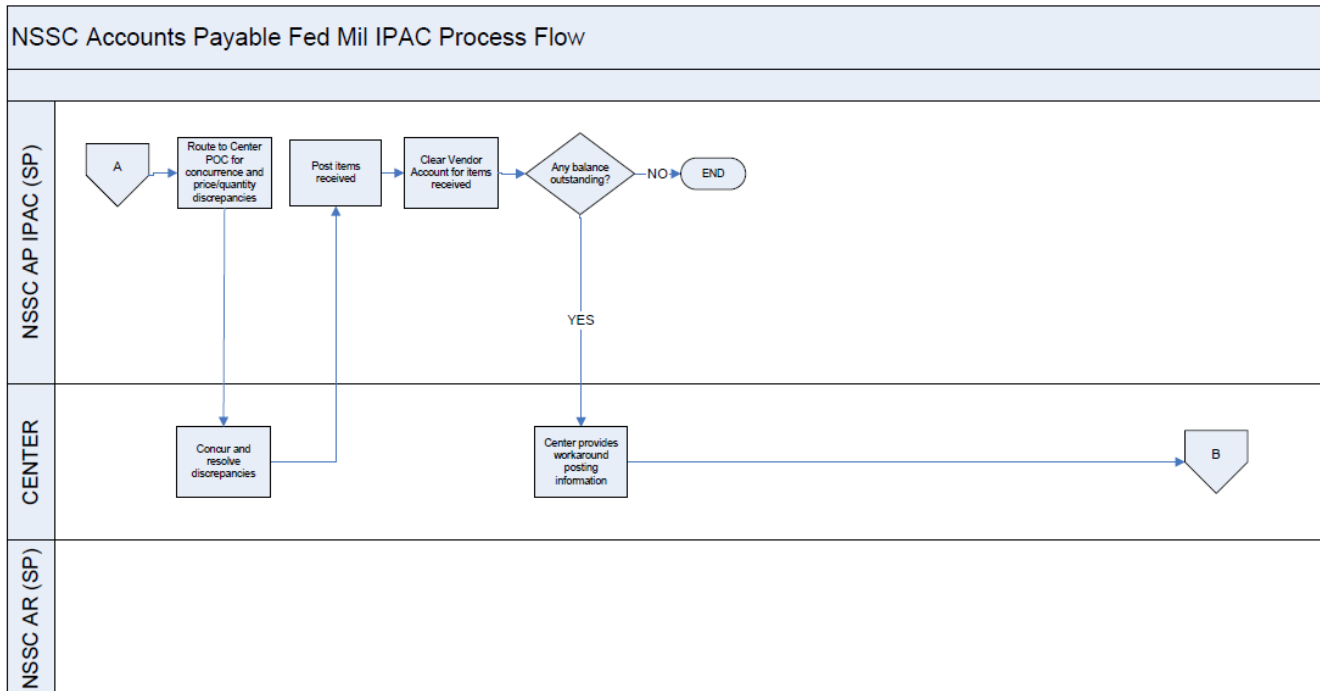 NSSC Accounts Payable Fed Mil IPAC Process Flow
NSSC AP IPAC (SP)
A
Route to Center
POC for
concurrence and
price/quantity
discrepancies
Post items
received
Clear Vendor
Account for items
received
Any balance
outstanding?
NO
END
YES
CENTER
Concur and
resolve
discrepancies
Center provides
workaround
posting
information
B
NSSC AR (SP)